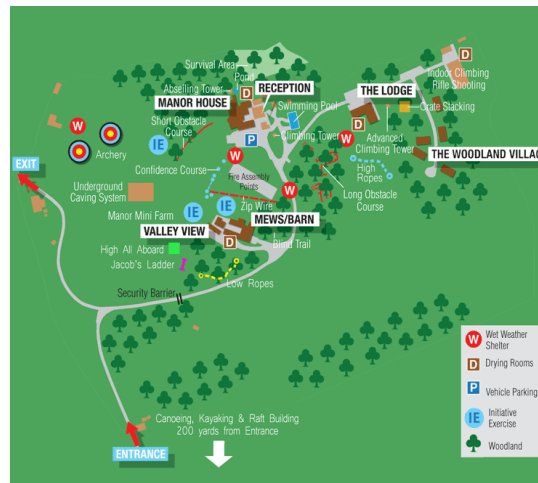 Survival Area
Pond
Abseiling Tower
D
RECEPTION
MANOR HOUSE
Swimming Pool
THE LODGE
D
Indoor Climbing
Rifle Shooting
Crate Stacking
Short Obstacle
Course
W
Archery
IE
P
Climbing Tower
D
W
Advanced
Climbing Tower
THE WOODLAND VILLAG
EXIT
Confidence Course
W
High
Ropes
Underground
Caving System
Fire Assembly
Points
W
Long Obstacle
Course
Zip Wire
Manor Mini Farm
IE
IE
MEWS/BARN
VALLEY VIEW
D
Blind Trail
High All Aboard
Jacob's Ladder
Low Ropes
Security Barrier
W
Wet Weather
Shelter
D
Drying Rooms
P
Vehicle Parking
IE
Initiative
Exercise
Woodland
Canoeing, Kayaking & Raft Building
200 yards from Entrance
ENTRANCE